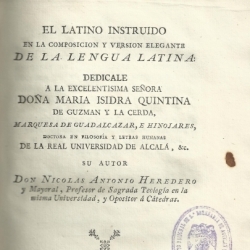 EL LATINO INSTRUIDO
EN LA COMPOSICION Y VERSION ELEGANTE
DE LA LENGUA LATINA:
DEDICALE
A LA EXCELENTISIMA SEÑORA
DOÑA MARIA ISIDRA QUINTINA
DE GUZMAN Y LA CERDA,
MARQUESA DE GUADALCAZAR, E HINOJARES,
DOCTORA EN FILOSOFIA Y LETRAS HUMANAS
DE LA REAL UNIVERSIDAD DE ALCALÁ, &c.
SU AUTOR
DON NICOLAS ANTONIO HEREDERO
y Mayoral, Profesor de Sagrada Teología en la
misma Universidad, y Opositor á Cátedras.